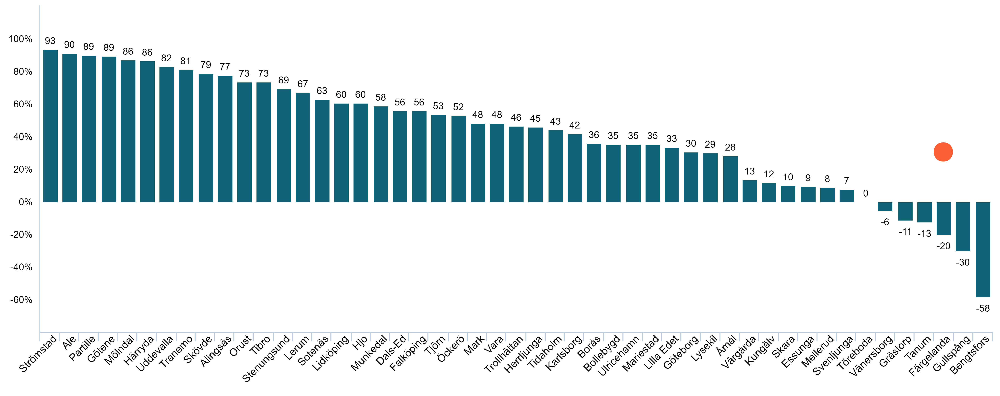 100%
80%
60%
40%
20%
0%
-20%
-40%
-60%
93 90 89 89 86 86 82 81 79 77 73 73 69 67 63 60 60 58 56 56 53 52 48 48 46 45 43 42 36 35 35 35 33 30 29 28 13 12 10 9 8 7 0 -6 -11 -13 -20 -30 -58
Strömstad
Ale
Partille
Götene
Mölndal
Härryda
Uddevalla
Tranemo
Skövde
Alingsås
Orust
Tibro
Stenungsund
Lerum
Sotenäs
Lidköping
Hjo
Munkedal
Dals-Ed
Falköping
Tjörn
Öckerö
Mark
Vara
Trollhättan
Herrljunga
Tidaholm
Karlsborg
Borås
Bollebygd
Ulricehamn
Mariestad
Lilla Edet
Göteborg
Lysekil
Åmål
Vårgårda
Kungälv
Skara
Essunga
Mellerud
Svenljunga
Töreboda
Vänersborg
Grästorp
Tanum
Färgelanda
Gullspång
Bengtsfors